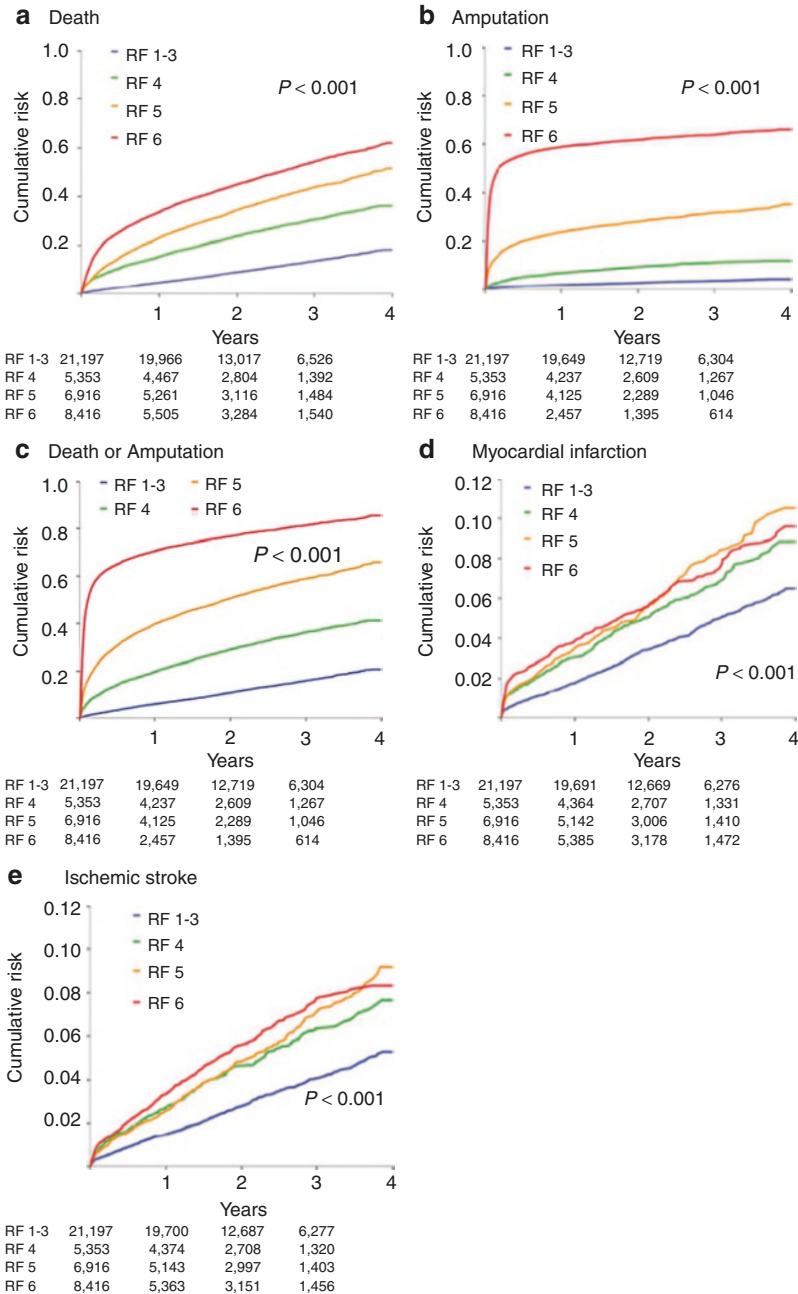 a Death
1.0
0.8
0.6
0.4
0.2
Cumulative risk
RF 1-3
RF 4
RF 5
RF 6
P < 0.001
1 2 3 4
Years
RF 1-3 21,197 19,966 13,017 6,526
RF 4 5,353 4,467 2,804 1,392
RF 5 6,916 5,261 3,116 1,484
RF 6 8,416 5,505 3,284 1,540
b Amputation
1.0
0.8
0.6
0.4
0.2
Cumulative risk
RF 1-3
RF 4
RF 5
RF 6
P < 0.001
1 2 3 4
Years
RF 1-3 21,197 19,649 12,719 6,304
RF 4 5,353 4,237 2,609 1,267
RF 5 6,916 4,125 2,289 1,046
RF 6 8,416 2,457 1,395 614
c Death or Amputation
1.0
0.8
0.6
0.4
0.2
Cumulative risk
RF 1-3 RF 5
RF 4 RF 6
P < 0.001
1 2 3 4
Years
RF 1-3 21,197 19,649 12,719 6,304
RF 4 5,353 4,237 2,609 1,267
RF 5 6,916 4,125 2,289 1,046
RF 6 8,416 2,457 1,395 614
d Myocardial infarction
0.12
0.10
0.08
0.06
0.04
0.02
Cumulative risk
RF 1-3
RF 4
RF 5
RF 6
P < 0.001
1 2 3 4
Years
RF 1-3 21,197 19,691 12,669 6,276
RF 4 5,353 4,364 2,707 1,331
RF 5 6,916 5,142 3,006 1,410
RF 6 8,416 5,385 3,178 1,472
e Ischemic stroke
0.12
0.10
0.08
0.06
0.04
0.02
Cumulative risk
RF 1-3
RF 4
RF 5
RF 6
P < 0.001
1 2 3 4
Years
RF 1-3 21,197 19,700 12,687 6,277
RF 4 5,353 4,374 2,708 1,320
RF 5 6,916 5,143 2,997 1,403
RF 6 8,416 5,363 3,151 1,456